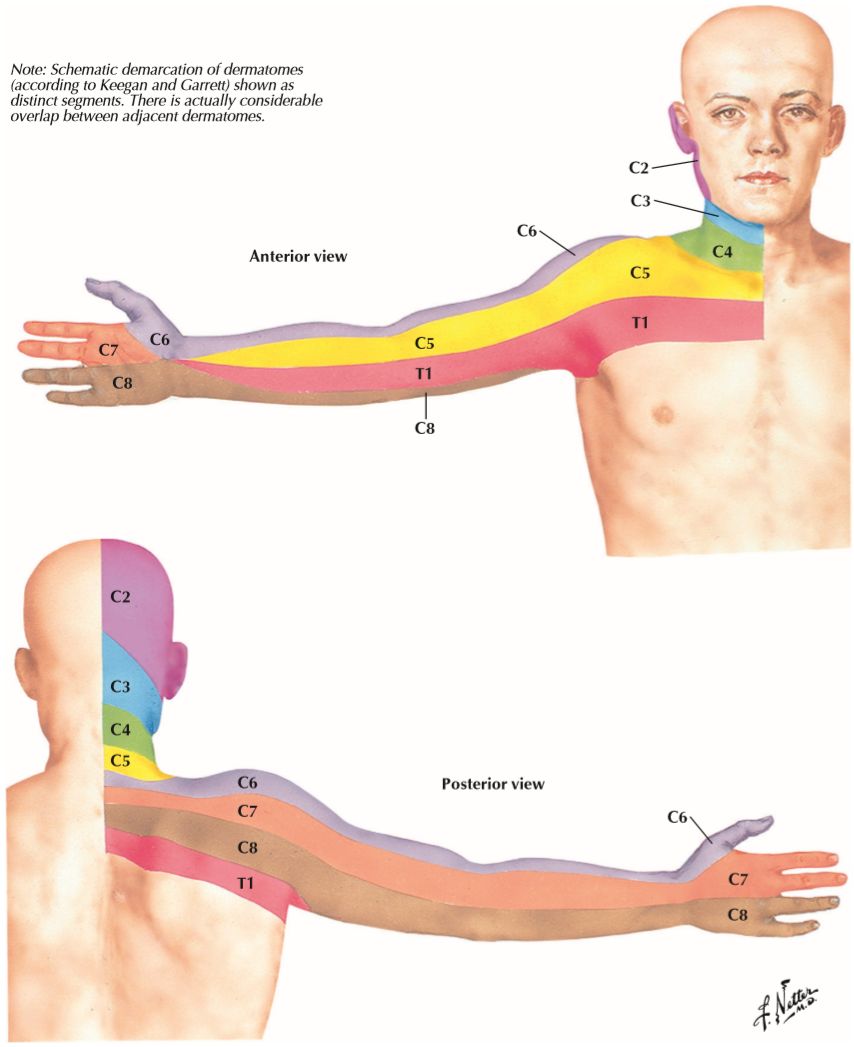 Note: Schematic demarcation of dermatomes
(according to Keegan and Garrett) shown as
distinct segments. There is actually considerable
overlap between adjacent dermatomes.
C2
C3
C6
Anterior view
C4
C5
T1
C6
C7
C5
C8
T1
C8
C2
C3
C4
C5
C6
Posterior view
C7
C6
C8
T1
C7
C8
F. Netter
M.D.